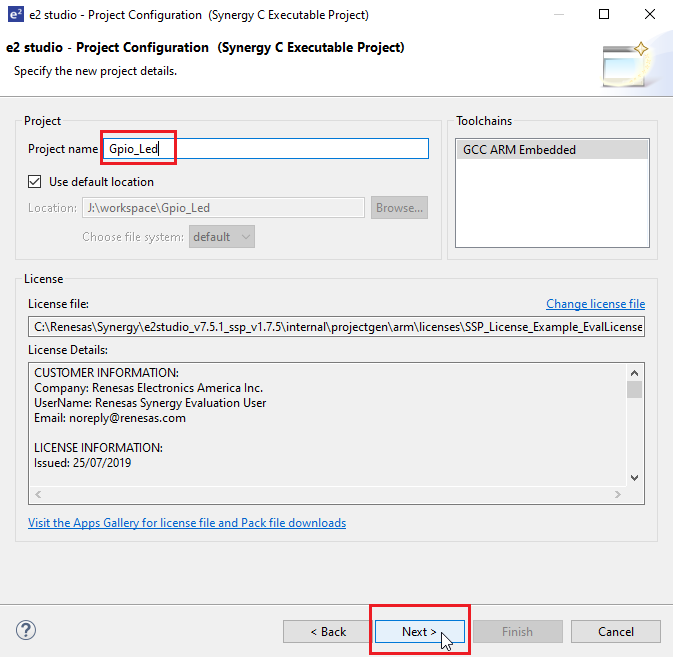 e² e2 studio - Project Configuration  (Synergy C Executable Project)
e2 studio - Project Configuration  (Synergy C Executable Project)
Specify the new project details.
Project
Project name Gpio_Led
Use default location
Location: J:\workspace\Gpio_Led Browse...
Choose file system: default
Toolchains
GCC ARM Embedded
License
License file: Change license file
C:\Renesas\Synergy\e2studio_v7.5.1_ssp_v1.7.5\internal\projectgen\arm\licenses\SSP_License_Example_EvalLicense
License Details:
CUSTOMER INFORMATION:
Company: Renesas Electronics America Inc.
UserName: Renesas Synergy Evaluation User
Email: noreply@renesas.com
LICENSE INFORMATION:
Issued: 25/07/2019
Visit the Apps Gallery for license file and Pack file downloads
? < Back Next > Finish Cancel